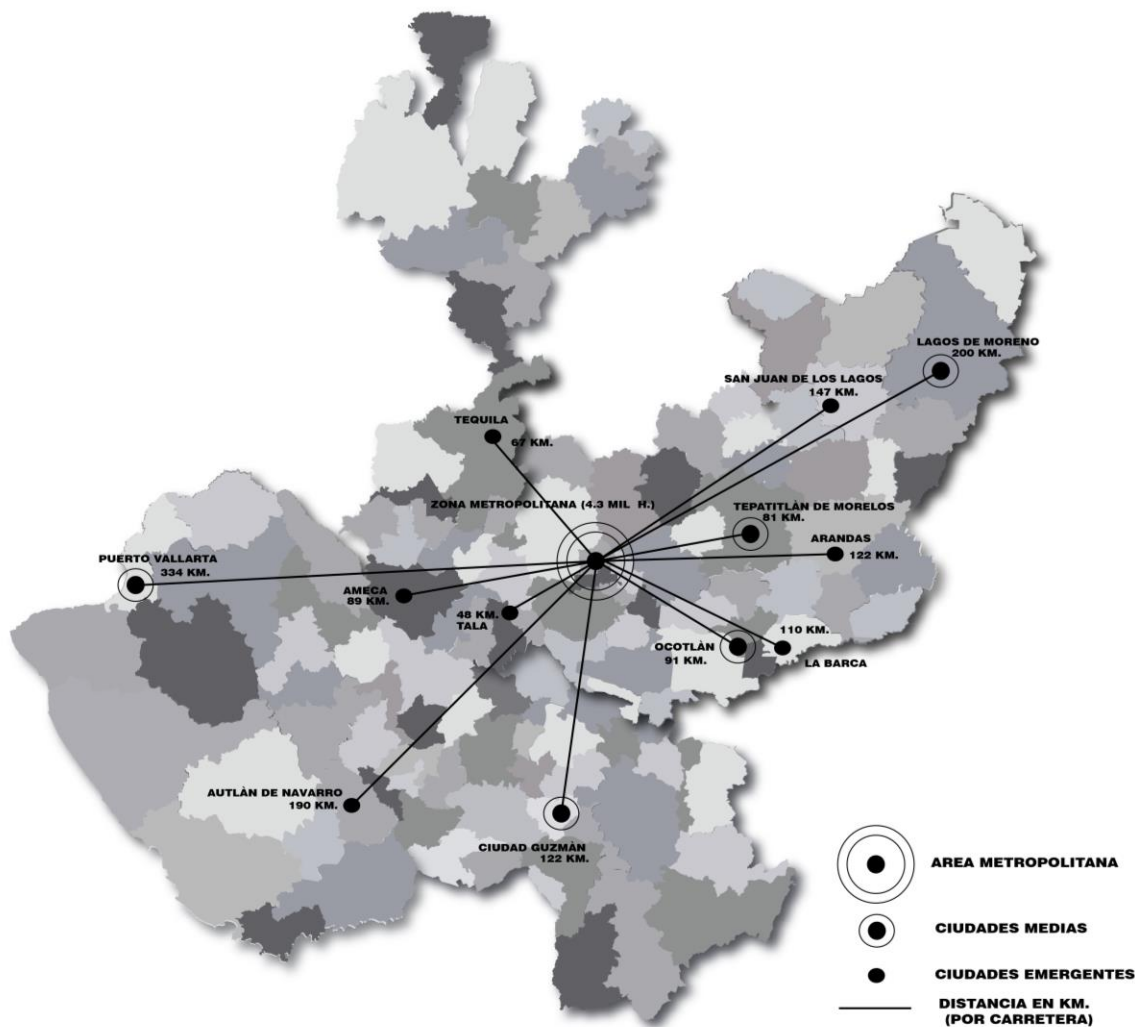 LAGOS DE MORENO
200 KM.
SAN JUAN DE LOS LAGOS
147 KM.
TEQUILA
67 KM.
ZONA METROPOLITANA (4.3 MIL H.)
TEPATITLÀN DE MORELOS
81 KM.
ARANDAS
122 KM.
PUERTO VALLARTA
334 KM.
AMECA
89 KM.
48 KM.
TALA
110 KM.
OCOTLÀN
91 KM.
LA BARCA
AUTLÀN DE NAVARRO
190 KM.
CIUDAD GUZMÀN
122 KM.
AREA METROPOLITANA
CIUDADES MEDIAS
CIUDADES EMERGENTES
DISTANCIA EN KM.
(POR CARRETERA)